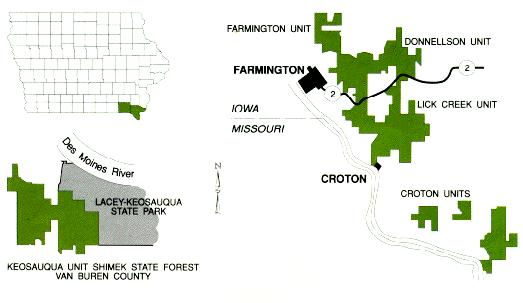 FARMINGTON UNIT
DONNELLSON UNIT
FARMINGTON
2
2
LICK CREEK UNIT
IOWA
MISSOURI
Des Moines River
N
CROTON
LACEY-KEOSAUQUA
STATE PARK
CROTON UNITS
KEOSAUQUA UNIT SHIMEK STATE FOREST
VAN BUREN COUNTY